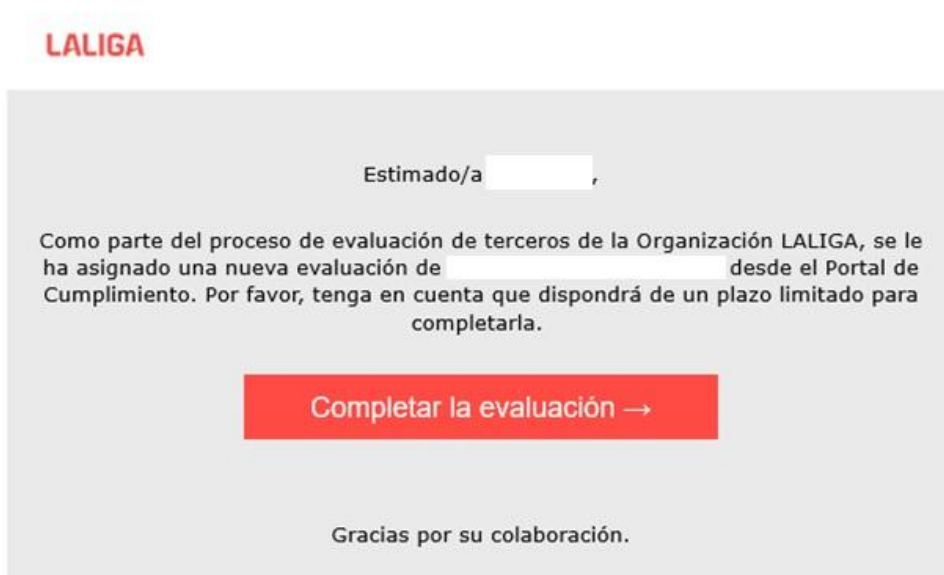 LALIGA
Estimado/a ,
Como parte del proceso de evaluación de terceros de la Organización LALIGA, se le
ha asignado una nueva evaluación de desde el Portal de
Cumplimiento. Por favor, tenga en cuenta que dispondrá de un plazo limitado para
completarla.
Completar la evaluación →
Gracias por su colaboración.